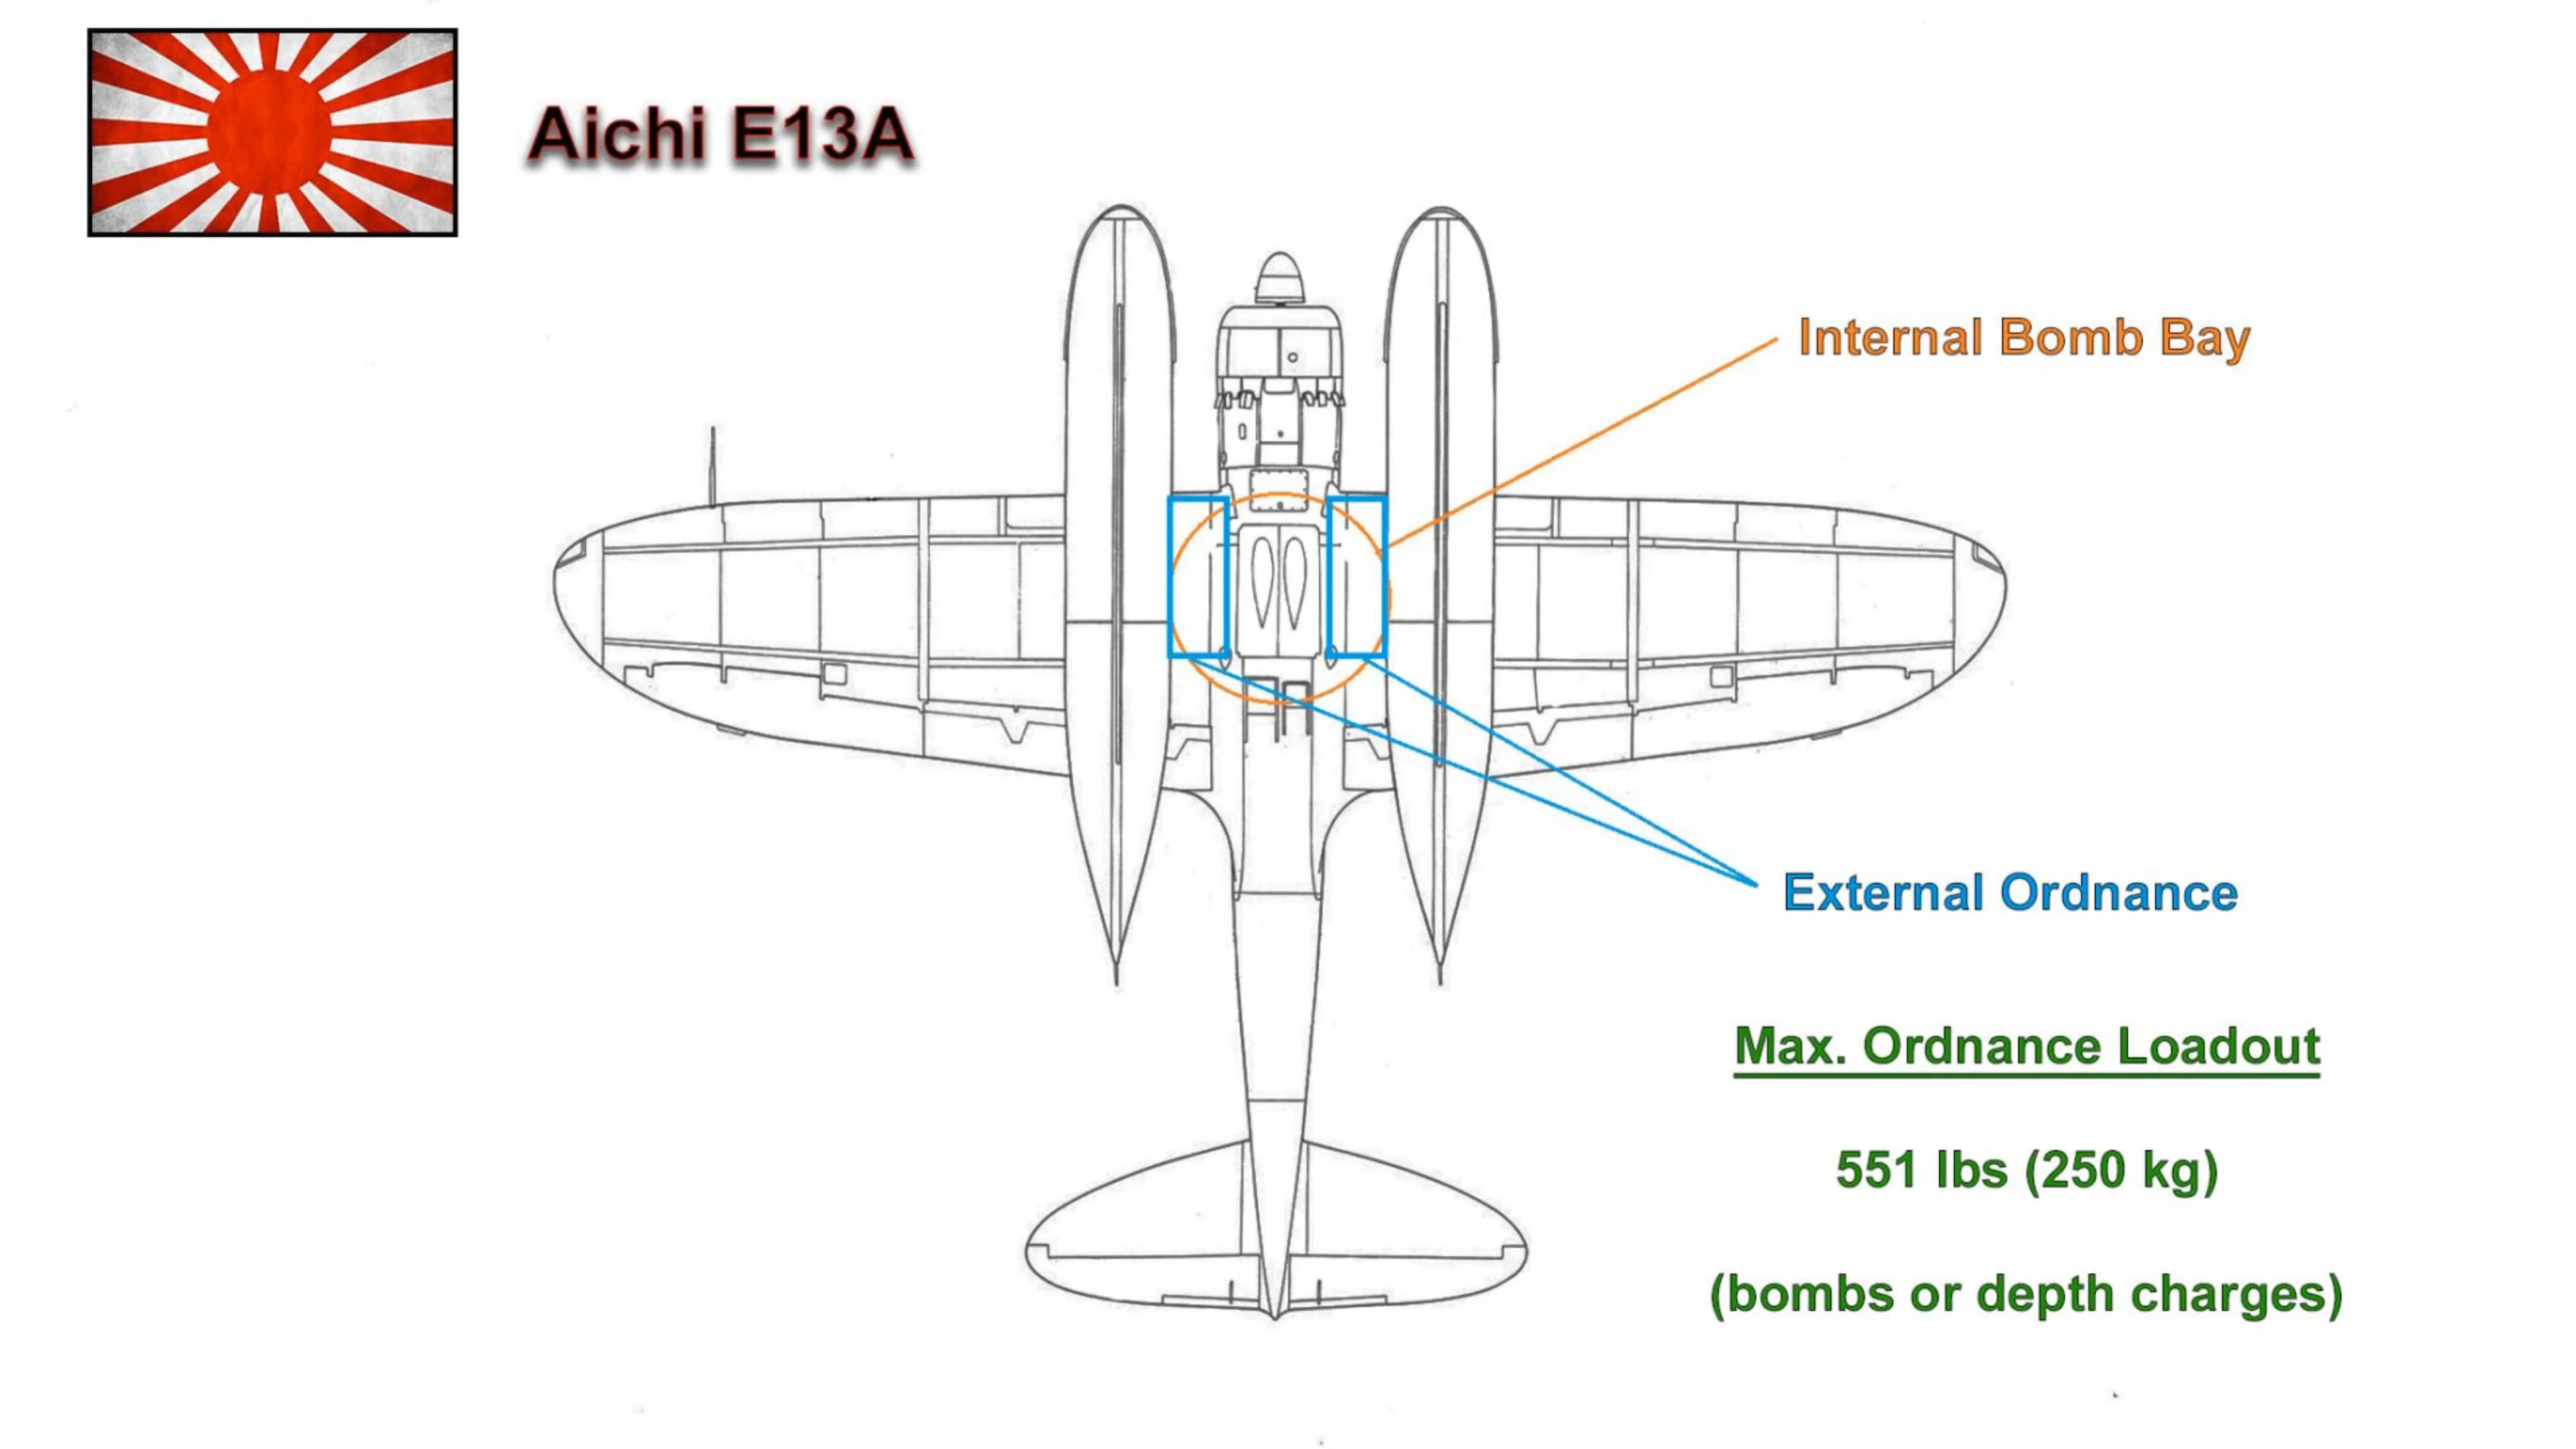 Aichi E13A
Internal Bomb Bay
External Ordnance
Max. Ordnance Loadout
551 lbs (250 kg)
(bombs or depth charges)